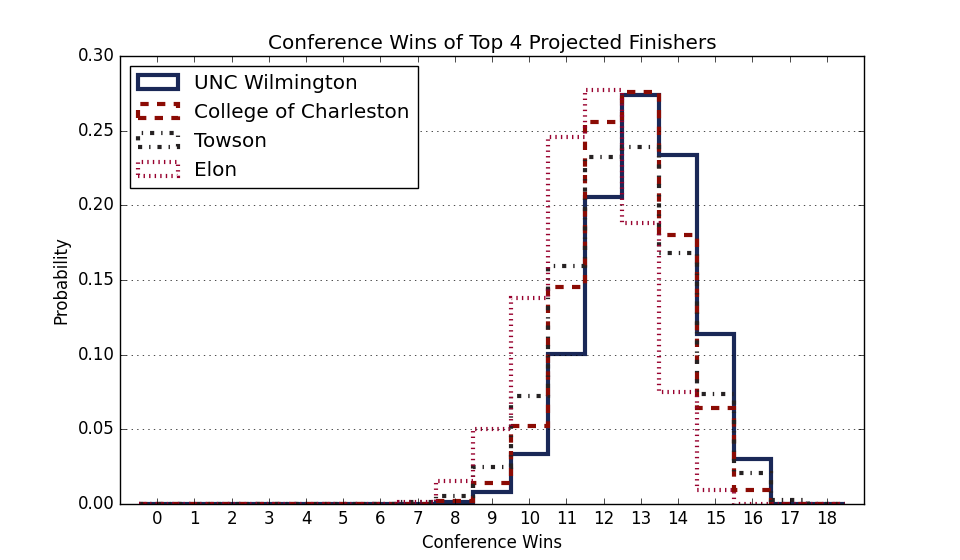 Conference Wins of Top 4 Projected Finishers
0.30
0.25
0.20
0.15
0.10
0.05
0.00
Probability
UNC Wilmington
College of Charleston
Towson
Elon
0 1 2 3 4 5 6 7 8 9 10 11 12 13 14 15 16 17 18
Conference Wins